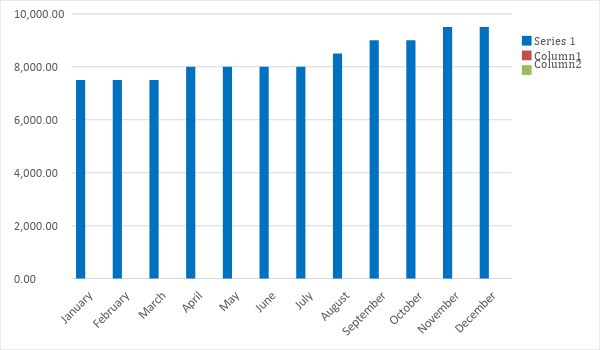 10,000.00
8,000.00
6,000.00
4,000.00
2,000.00
0.00
January
February
March
April
May
June
July
August
September
October
November
December
Series 1
Column1
Column2